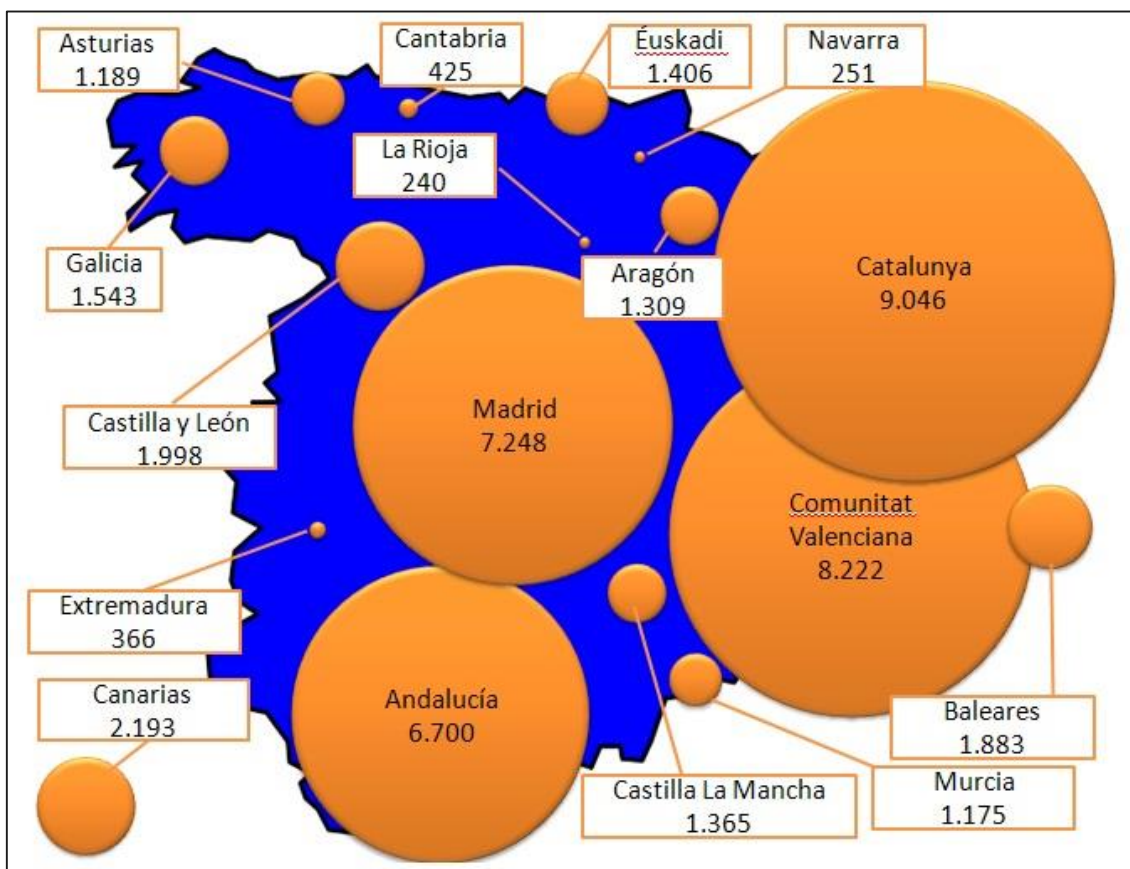 Asturias
1.189
Cantabria
425
Éuskadi
1.406
Navarra
251
La Rioja
240
Galicia
1.543
Aragón
1.309
Catalunya
9.046
Castilla y León
1.998
Madrid
7.248
Comunitat
Valenciana
8.222
Extremadura
366
Canarias
2.193
Andalucía
6.700
Baleares
1.883
Castilla La Mancha
1.365
Murcia
1.175